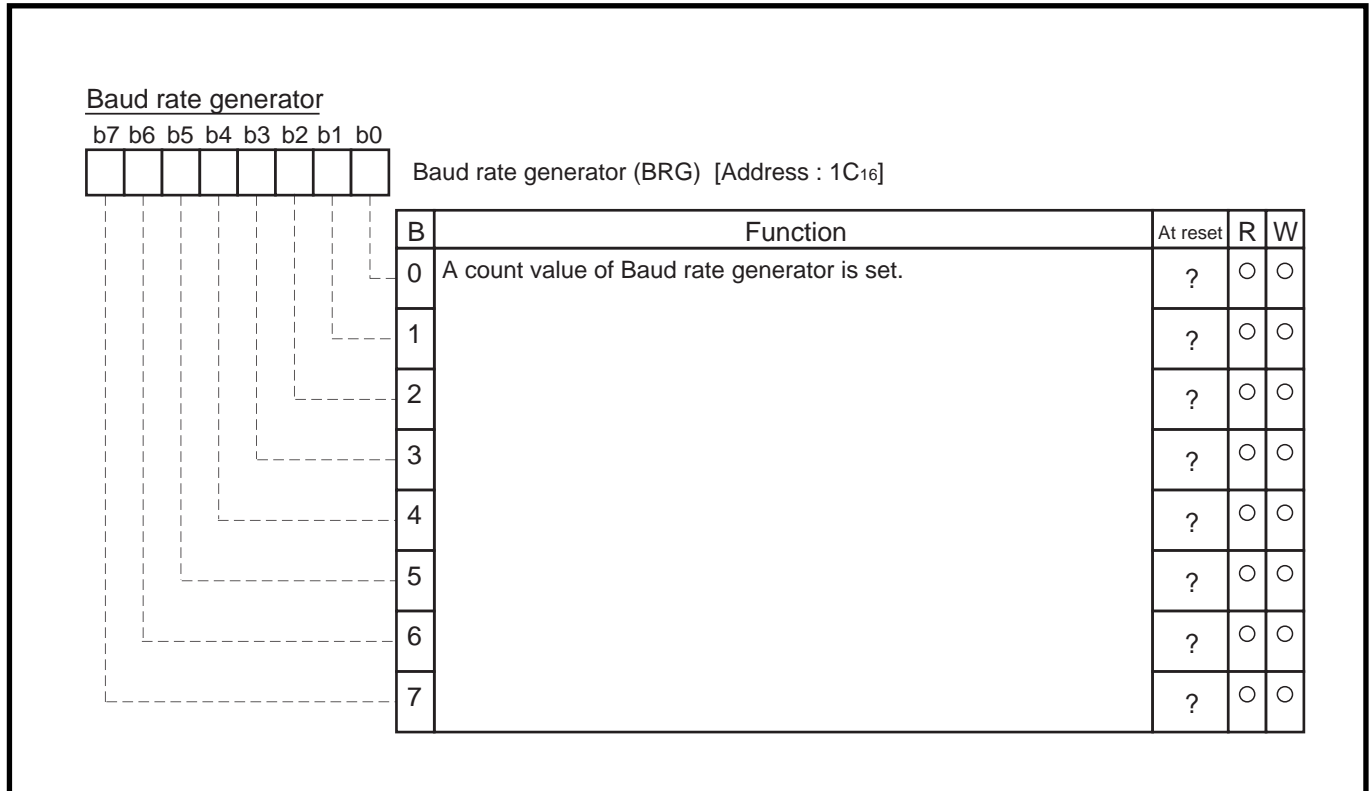 Baud rate generator
b7 b6 b5 b4 b3 b2 b1 b0
Baud rate generator (BRG) [Address : 1C16]
B Function At reset R W
0 A count value of Baud rate generator is set. ? ○ ○
1 ? ○ ○
2 ? ○ ○
3 ? ○ ○
4 ? ○ ○
5 ? ○ ○
6 ? ○ ○
7 ? ○ ○